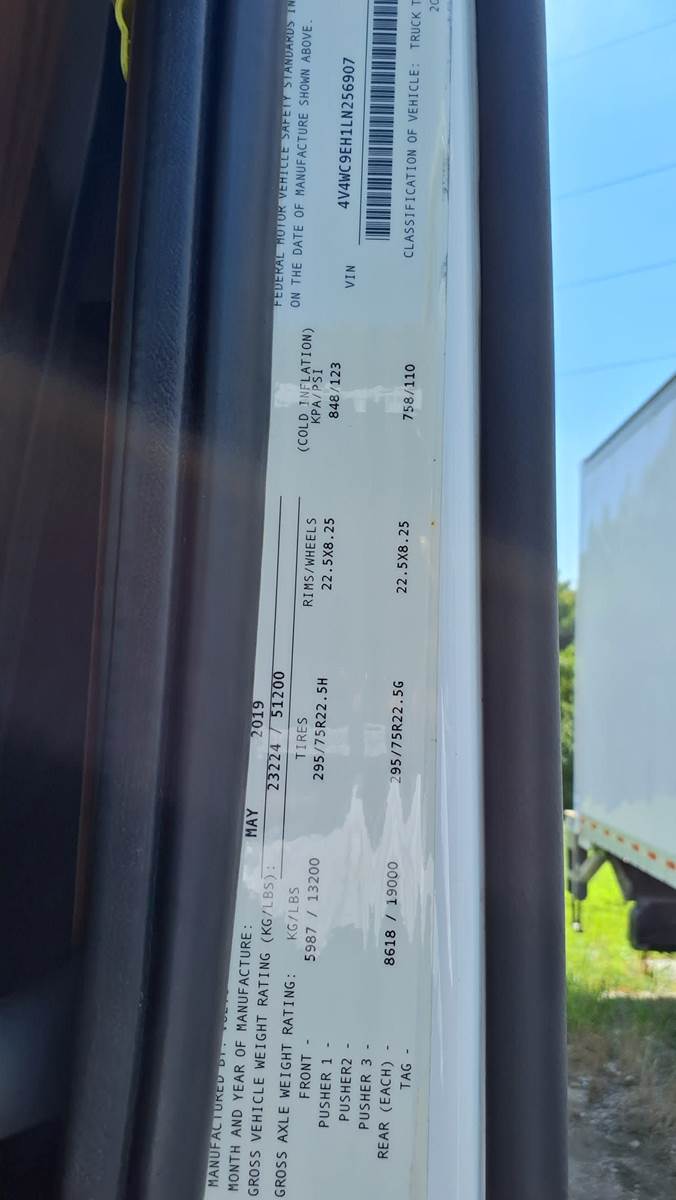 MANUFACTURED BY:
MONTH AND YEAR OF MANUFACTURE: MAY 2019
GROSS VEHICLE WEIGHT RATING (KG/LBS): 23224 / 51200
GROSS AXLE WEIGHT RATING: KG/LBS TIRES RIMS/WHEELS (COLD INFLATION) KPA/PSI
FRONT - 5987 / 13200 295/75R22.5H 22.5X8.25 848/123
PUSHER 1 -
PUSHER2 -
PUSHER 3 -
REAR (EACH) - 8618 / 19000 295/75R22.5G 22.5X8.25 758/110
TAG -
FEDERAL MOTOR VEHICLE SAFETY STANDARDS IN
ON THE DATE OF MANUFACTURE SHOWN ABOVE.
VIN 4V4WC9EH1LN256907
CLASSIFICATION OF VEHICLE: TRUCK T
20